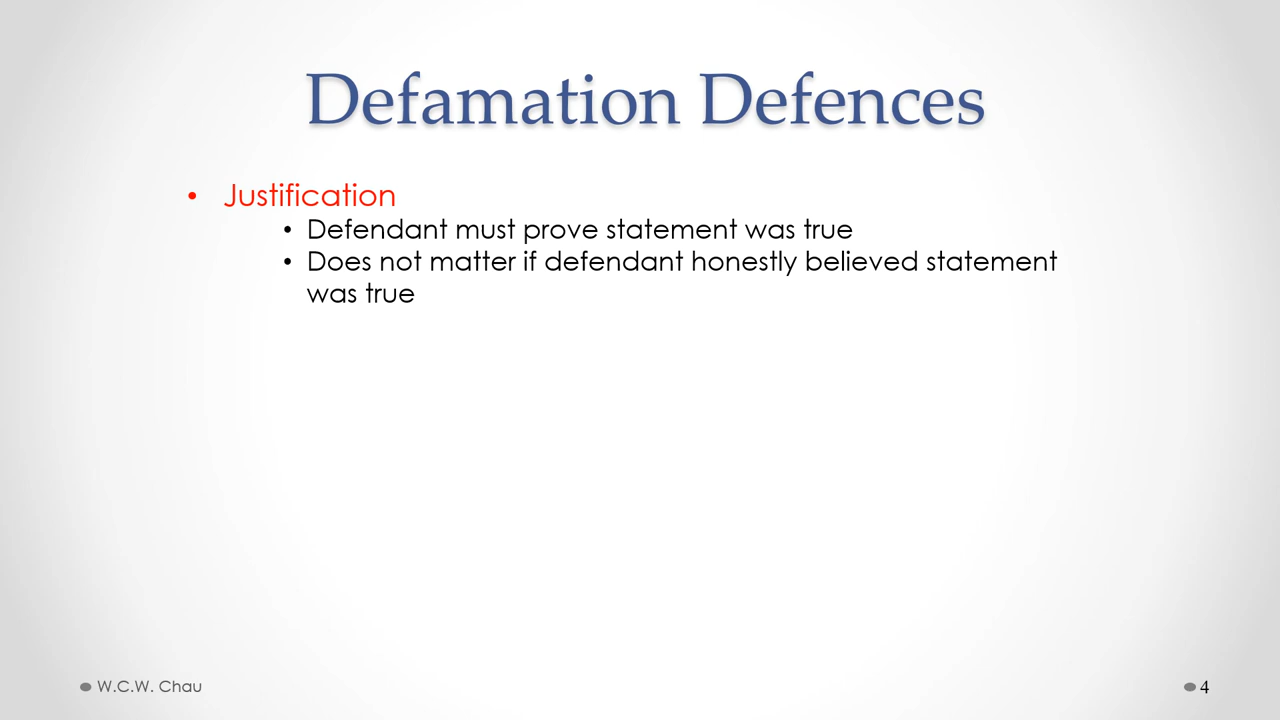 Defamation Defences
• Justification
• Defendant must prove statement was true
• Does not matter if defendant honestly believed statement
was true
W.C.W. Chau
4